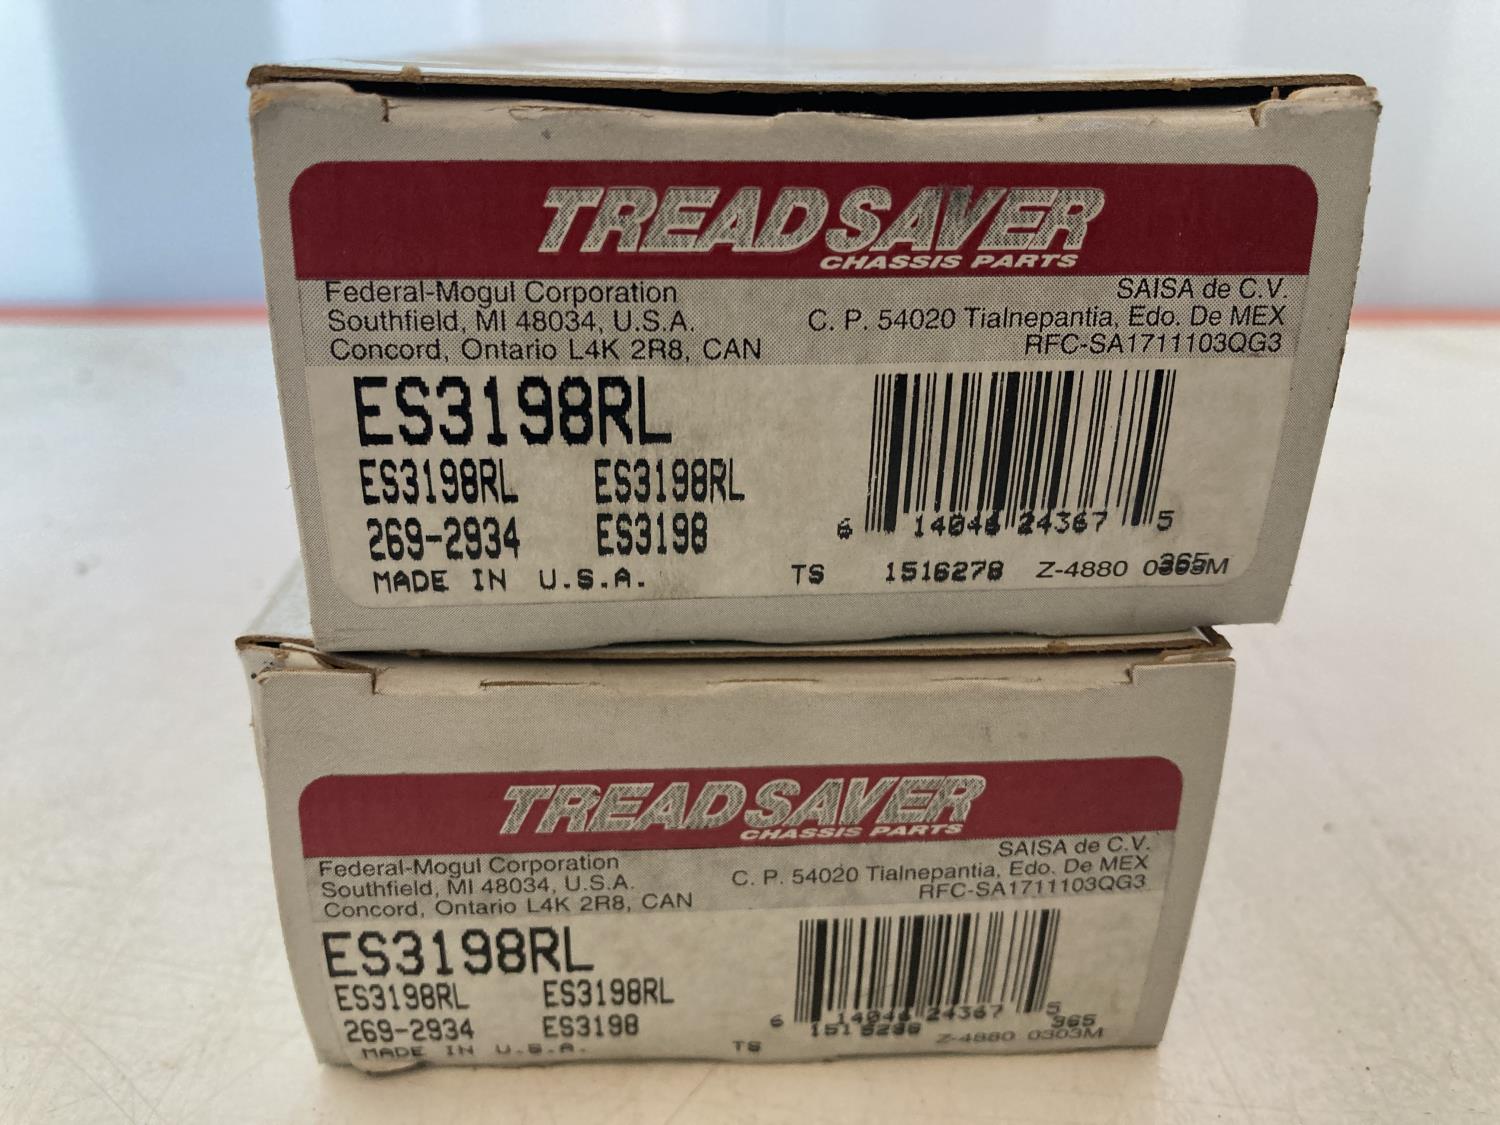 TREADSAVER
CHASSIS PARTS
Federal-Mogul Corporation
Southfield, MI 48034, U.S.A.
Concord, Ontario L4K 2R8, CAN
SAISA de C.V.
C. P. 54020 Tialnepantia, Edo. De MEX
RFC-SA1711103QG3
ES3198RL
ES3198RL ES3198RL
269-2934 ES3198
6 14046 24367 5
MADE IN U.S.A. TS 1516278 Z-4880
TREADSAVER
CHASSIS PARTS
Federal-Mogul Corporation
Southfield, MI 48034, U.S.A.
Concord, Ontario L4K 2R8, CAN
SAISA de C.V.
C. P. 54020 Tialnepantia, Edo. De MEX
RFC-SA1711103QG3
ES3198RL
ES3198RL ES3198RL
269-2934 ES3198
6 14046 24367 5
365
MADE IN U.S.A. TS Z-4880 0303M